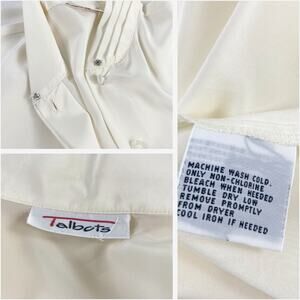 Talbots
MACHINE WASH COLD.
ONLY NON-CHLORINE
BLEACH WHEN NEEDED
TUMBLE DRY LOW
REMOVE PROMPTLY
FROM DRYER
COOL IRON IF NEEDED